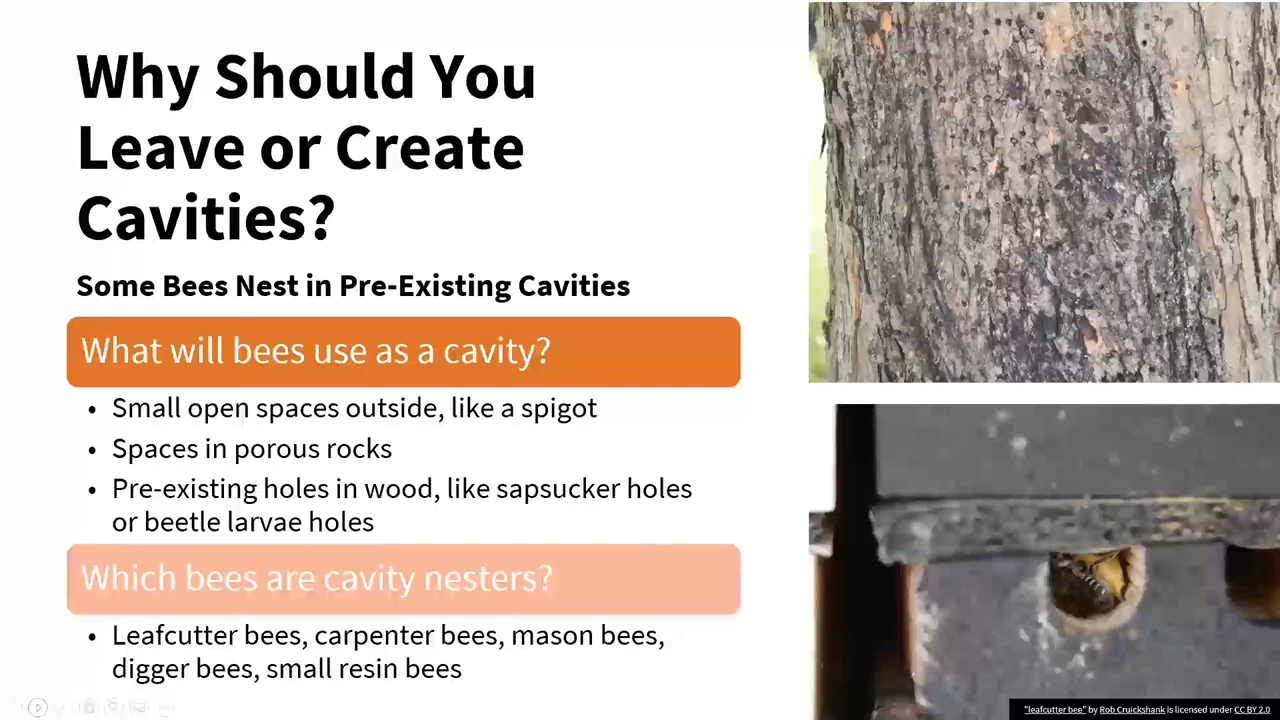 Why Should You
Leave or Create
Cavities?
Some Bees Nest in Pre-Existing Cavities
What will bees use as a cavity?
• Small open spaces outside, like a spigot
• Spaces in porous rocks
• Pre-existing holes in wood, like sapsucker holes
or beetle larvae holes
Which bees are cavity nesters?
• Leafcutter bees, carpenter bees, mason bees,
digger bees, small resin bees
"leafcutter bee" by Rob Cruickshank is licensed under CC BY 2.0